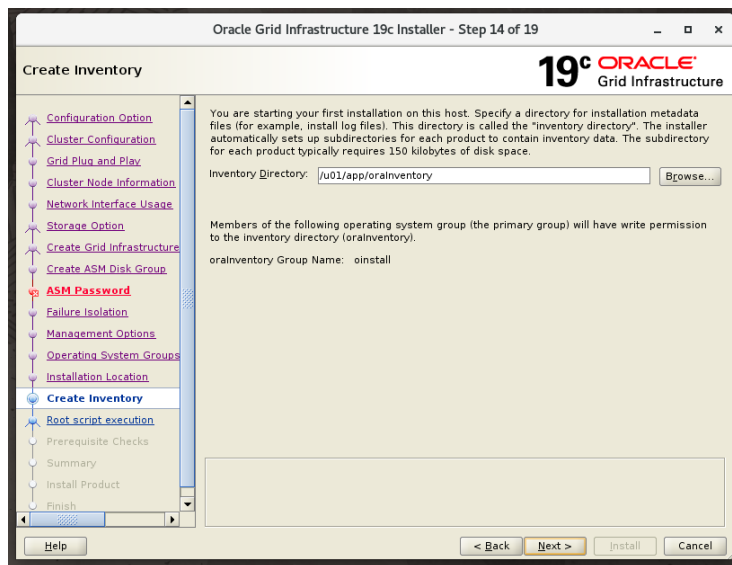 Oracle Grid Infrastructure 19c Installer - Step 14 of 19
Create Inventory
19c ORACLE
Grid Infrastructure
Configuration Option
Cluster Configuration
Grid Plug and Play
Cluster Node Information
Network Interface Usage
Storage Option
Create Grid Infrastructure
Create ASM Disk Group
ASM Password
Failure Isolation
Management Options
Operating System Groups
Installation Location
Create Inventory
Root script execution
Prerequisite Checks
Summary
Install Product
Finish
You are starting your first installation on this host. Specify a directory for installation metadata
files (for example, install log files). This directory is called the "inventory directory". The installer
automatically sets up subdirectories for each product to contain inventory data. The subdirectory
for each product typically requires 150 kilobytes of disk space.
Inventory Directory: /u01/app/oraInventory Browse...
Members of the following operating system group (the primary group) will have write permission
to the inventory directory (oraInventory).
oraInventory Group Name: oinstall
Help < Back Next > Install Cancel